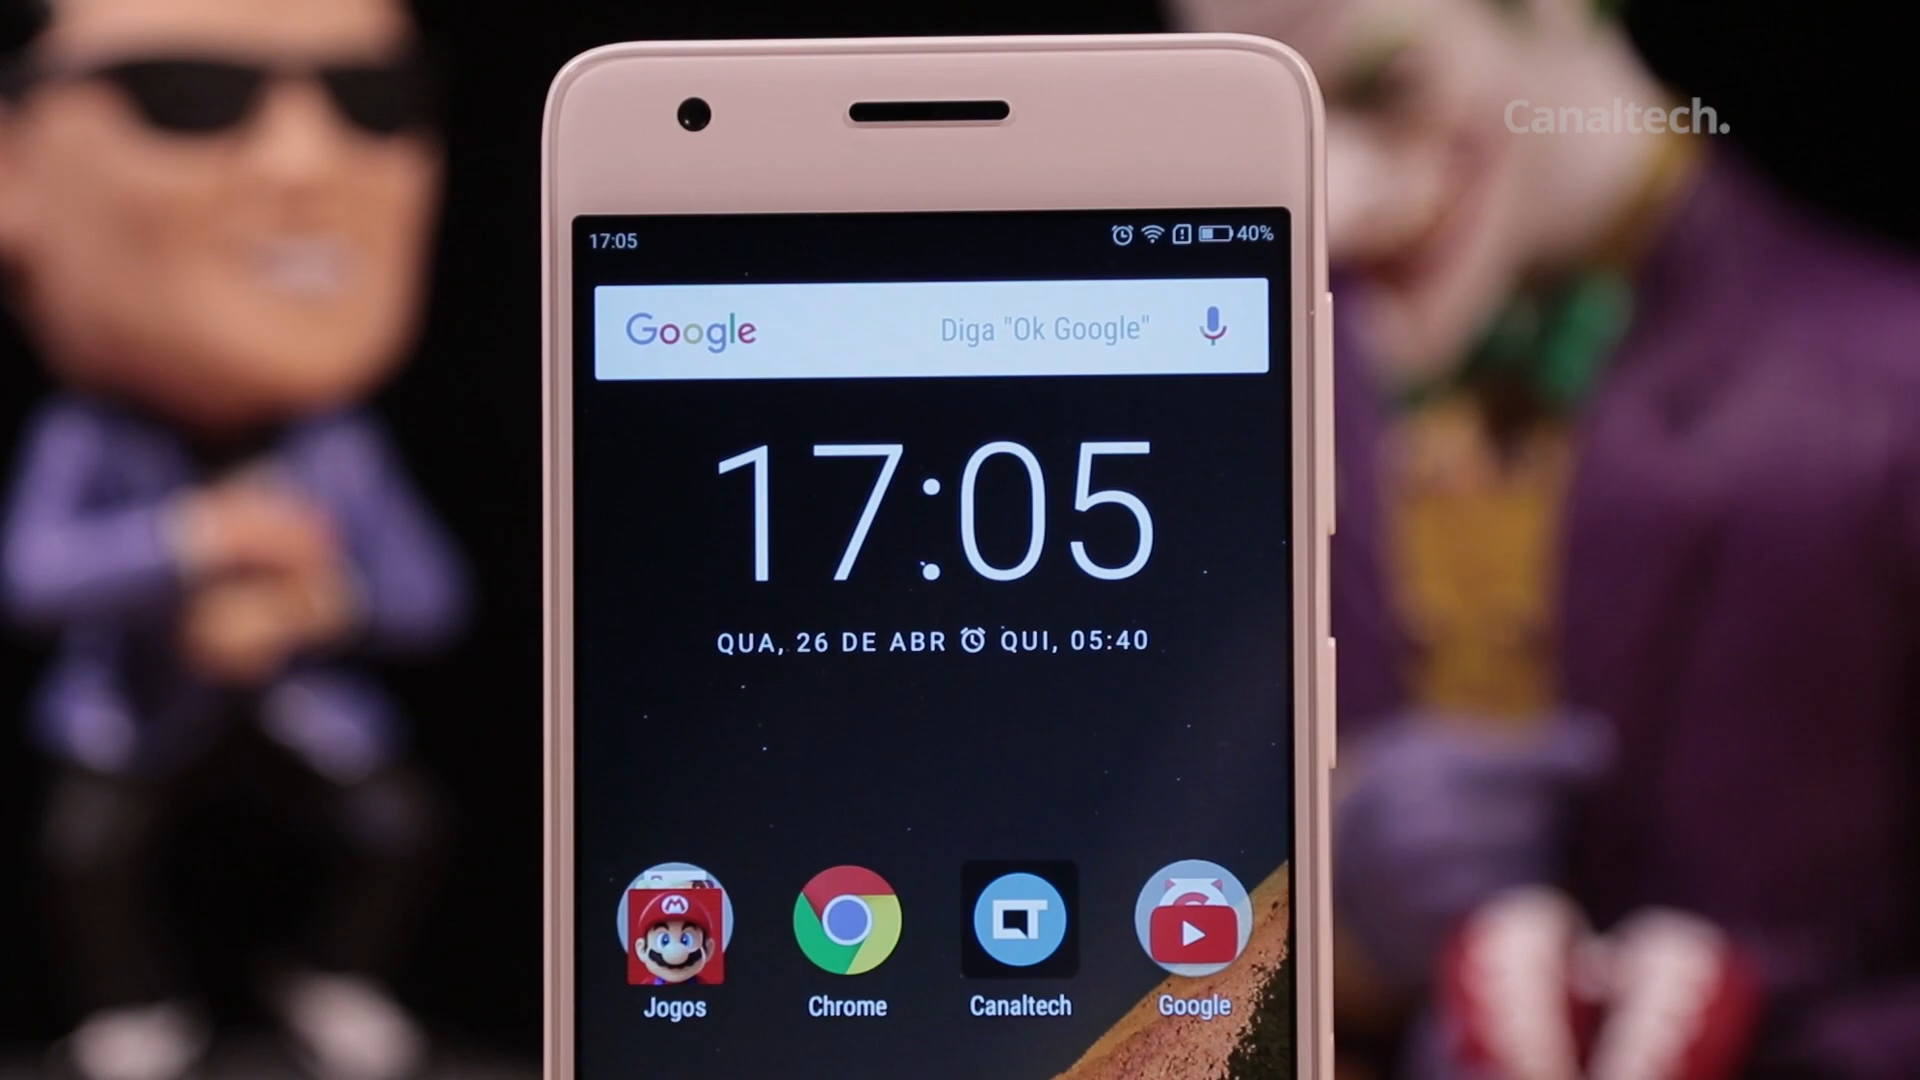 Canaltech.
17:05 40%
Google Diga "Ok Google"
17:05
QUA, 26 DE ABR QUI, 05:40
M
Jogos Chrome Canaltech Google